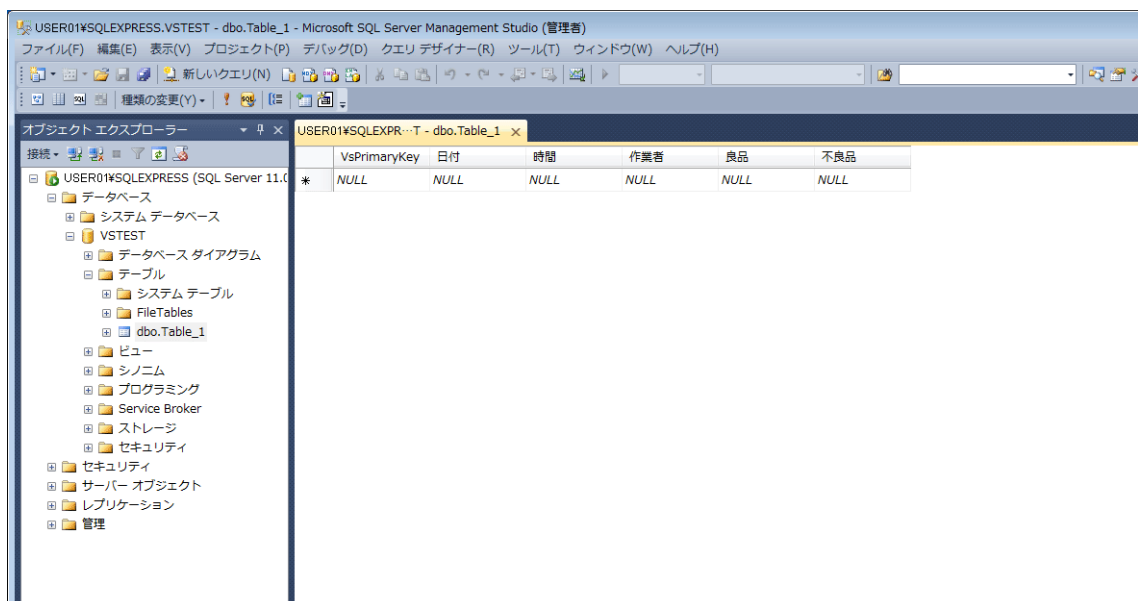 USER01¥SQLEXPRESS.VSTEST - dbo.Table_1 - Microsoft SQL Server Management Studio (管理者)
ファイル(F) 編集(E) 表示(V) プロジェクト(P) デバッグ(D) クエリ デザイナー(R) ツール(T) ウィンドウ(W) ヘルプ(H)
新しいクエリ(N)
種類の変更(Y)
オブジェクト エクスプローラー
接続
USER01¥SQLEXPRESS (SQL Server 11.0
データベース
システム データベース
VSTEST
データベース ダイアグラム
テーブル
システム テーブル
FileTables
dbo.Table_1
ビュー
シノニム
プログラミング
Service Broker
ストレージ
セキュリティ
セキュリティ
サーバー オブジェクト
レプリケーション
管理
USER01¥SQLEXPR…T - dbo.Table_1
VsPrimaryKey 日付 時間 作業者 良品 不良品
NULL NULL NULL NULL NULL NULL